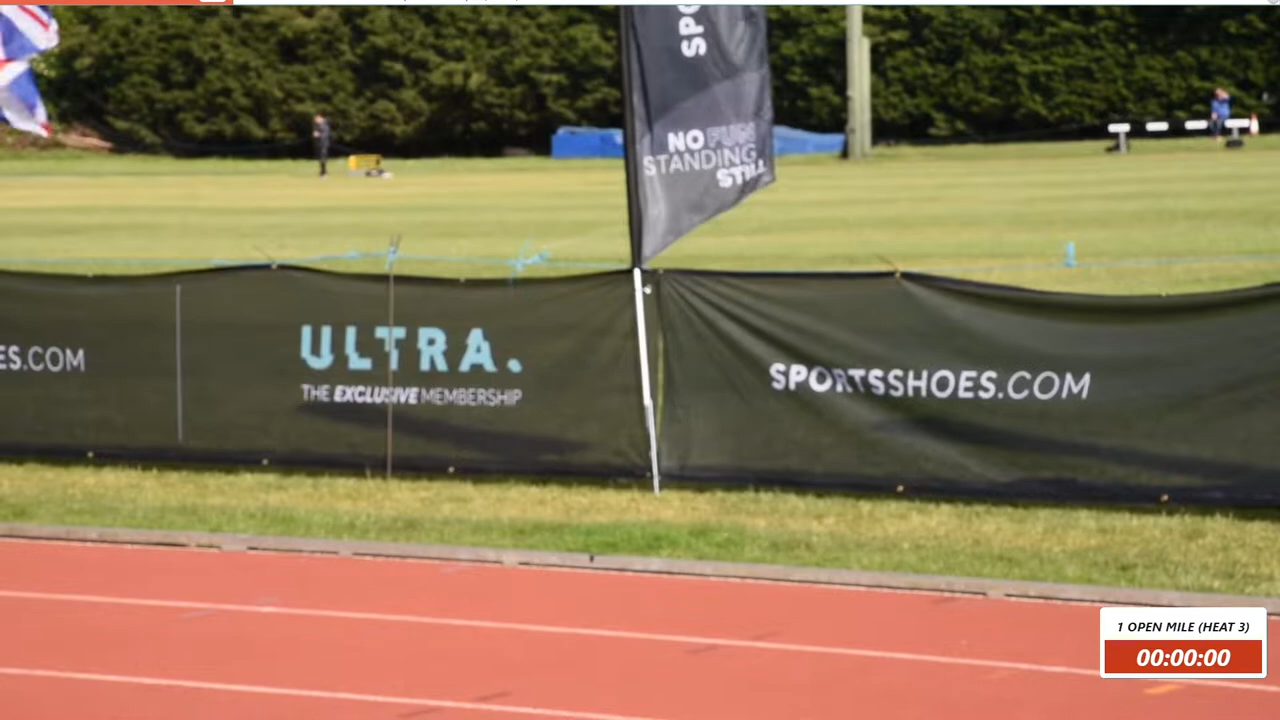 SPO
NO FUN
STANDING
STILL
ES.COM
ULTRA.
THE EXCLUSIVE MEMBERSHIP
SPORTSSHOES.COM
1 OPEN MILE (HEAT 3)
00:00:00